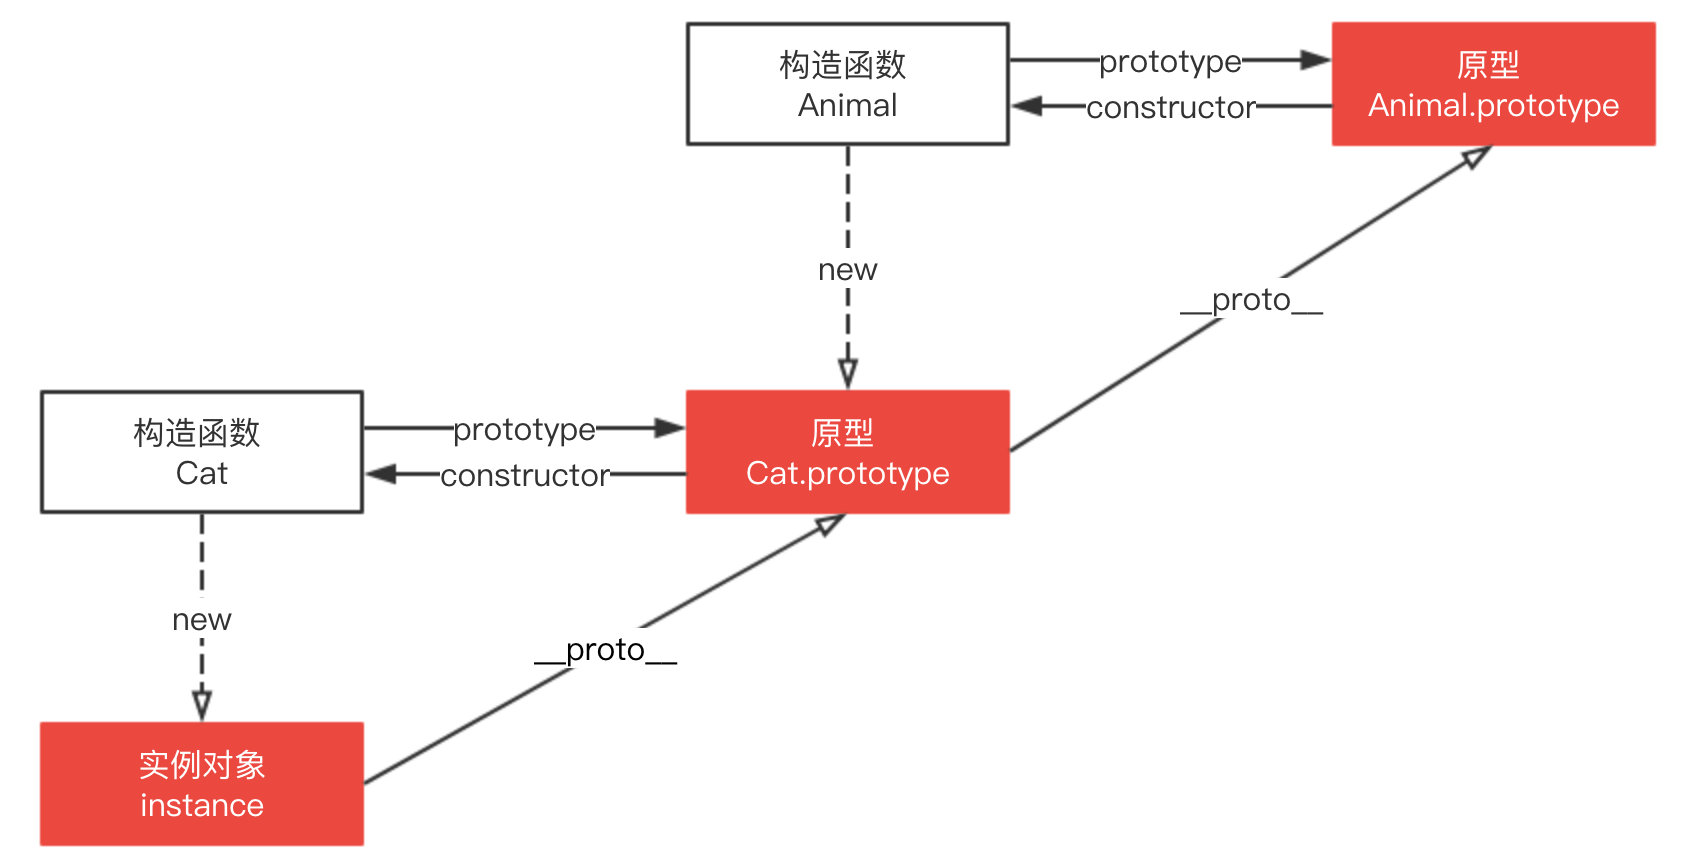 构造函数
Animal
prototype
constructor
原型
Animal.prototype
new
__proto__
构造函数
Cat
prototype
constructor
原型
Cat.prototype
new
__proto__
实例对象
instance